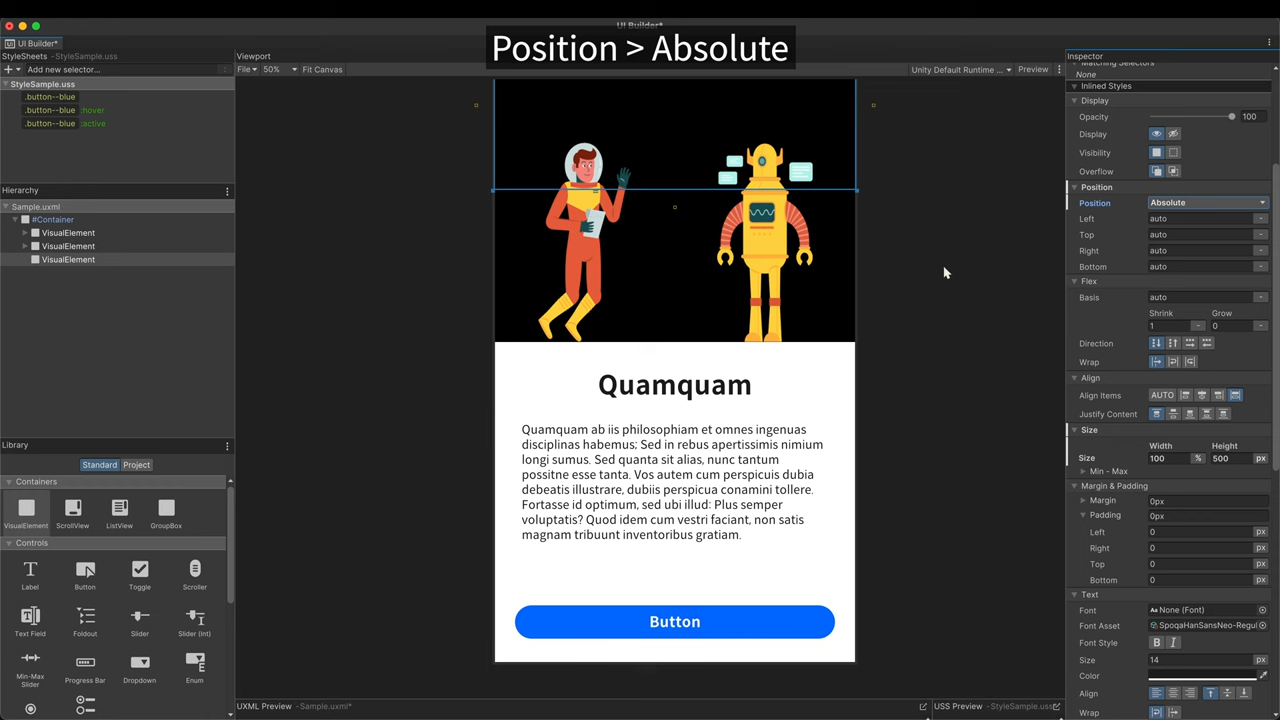 UI Builder*
Position > Absolute
UI Builder*
StyleSheets - StyleSample.uss
Add new selector...
StyleSample.uss
.button--blue
.button--blue :hover
.button--blue :active
Hierarchy
Sample.uxml
#Container
VisualElement
VisualElement
VisualElement
Library
Standard Project
Containers
VisualElement ScrollView ListView GroupBox
Controls
Label Button Toggle Scroller
Text Field Foldout Slider Slider (Int)
Min-Max Slider Progress Bar Dropdown Enum
Viewport
File 50% Fit Canvas
Unity Default Runtime ... Preview
Quamquam
Quamquam ab iis philosophiam et omnes ingenuas
disciplinas habemus; Sed in rebus apertissimis nimium
longi sumus. Sed quanta sit alias, nunc tantum
possitne esse tanta. Vos autem cum perspicuis dubia
debeatis illustrare, dubiis perspicua conamini tollere.
Fortasse id optimum, sed ubi illud: Plus semper
voluptatis? Quod idem cum vestri faciant, non satis
magnam tribuunt inventoribus gratiam.
Button
UXML Preview - Sample.uxml*
USS Preview - StyleSample.uss
Inspector
Matching Selectors
None
Inlined Styles
Display
Opacity 100
Display
Visibility
Overflow
Position
Position Absolute
Left auto
Top auto
Right auto
Bottom auto
Flex
Basis auto
Shrink Grow
1 0
Direction
Wrap
Align
Align Items AUTO
Justify Content
Size
Width Height
Size 100 % 500 px
Min - Max
Margin & Padding
Margin 0px
Padding 0px
Left 0 px
Right 0 px
Top 0 px
Bottom 0 px
Text
Font Aa None (Font)
Font Asset SpoqaHanSansNeo-Regul
Font Style B I
Size 14 px
Color
Align
Wrap